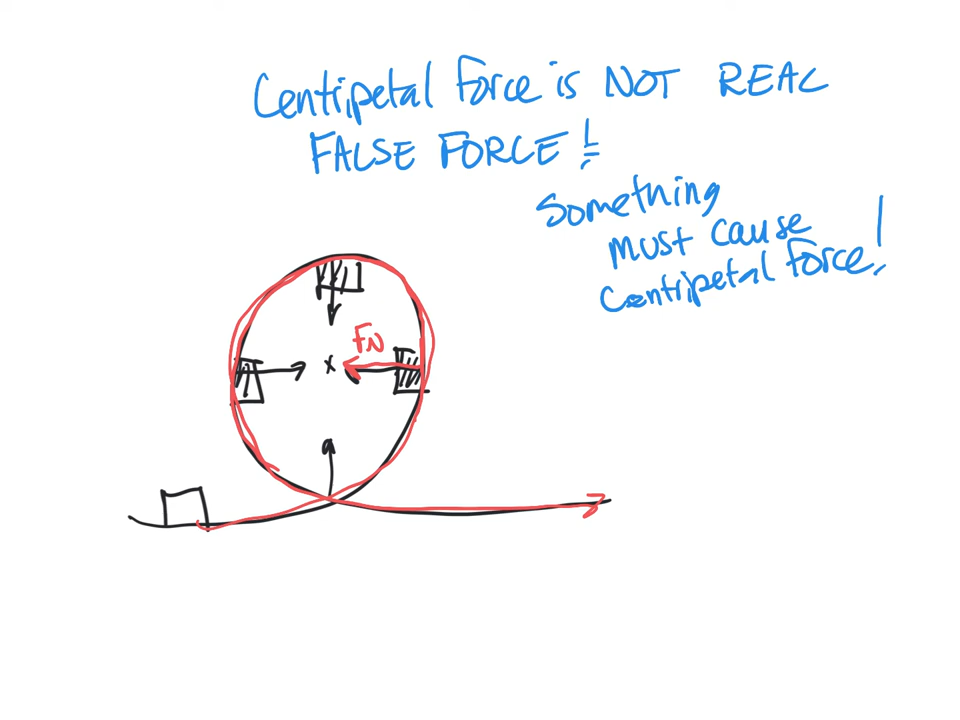 Centripetal Force is NOT REAL
FALSE FORCE!
Something
must cause
Centripetal Force!
FN
x
a